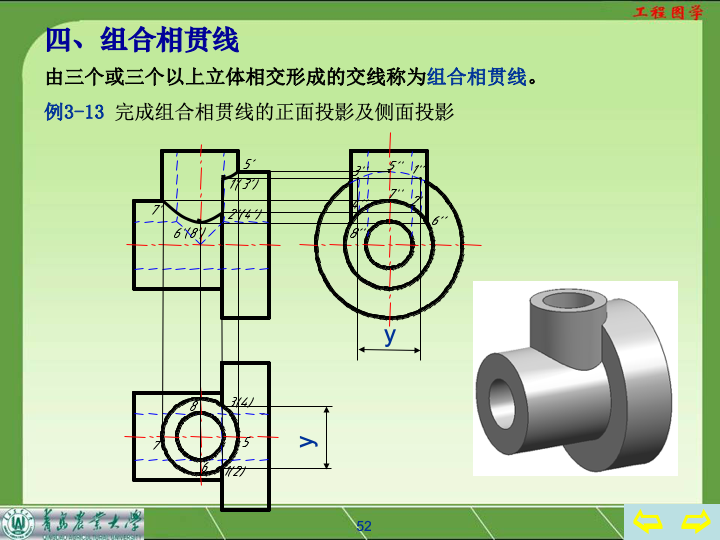 工程图学
四、组合相贯线
由三个或三个以上立体相交形成的交线称为组合相贯线。
例3-13 完成组合相贯线的正面投影及侧面投影
5′
1′(3′)
7′
2′(4′)
6′(8′)
3″ 5″ 1″
7″
4″ 2″
6″
8″
y
8 3(4)
7 5
6 1(2)
y
青岛农业大学
52